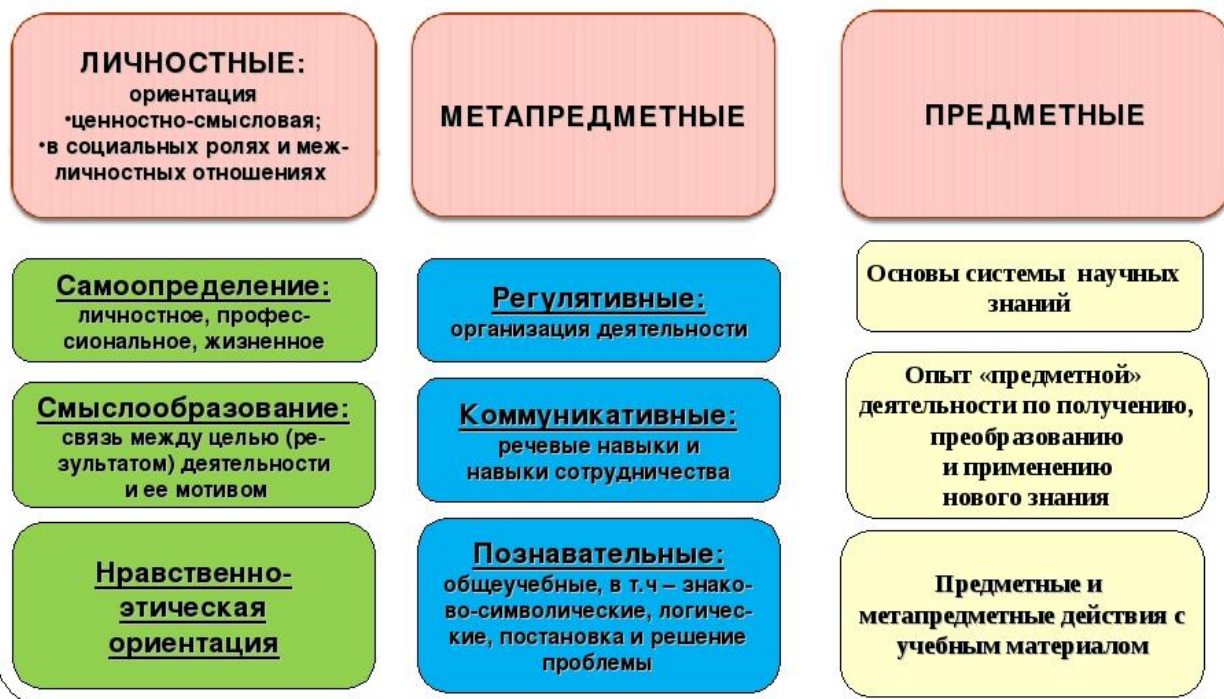 ЛИЧНОСТНЫЕ:
ориентация
•ценностно-смысловая;
•в социальных ролях и меж-
личностных отношениях
МЕТАПРЕДМЕТНЫЕ
ПРЕДМЕТНЫЕ
Самоопределение:
личностное, профес-
сиональное, жизненное
Смыслообразование:
связь между целью (ре-
зультатом) деятельности
и ее мотивом
Нравственно-
этическая
ориентация
Регулятивные:
организация деятельности
Коммуникативные:
речевые навыки и
навыки сотрудничества
Познавательные:
общеучебные, в т.ч – знако-
во-символические, логичес-
кие, постановка и решение
проблемы
Основы системы научных
знаний
Опыт «предметной»
деятельности по получению,
преобразованию
и применению
нового знания
Предметные и
метапредметные действия с
учебным материалом